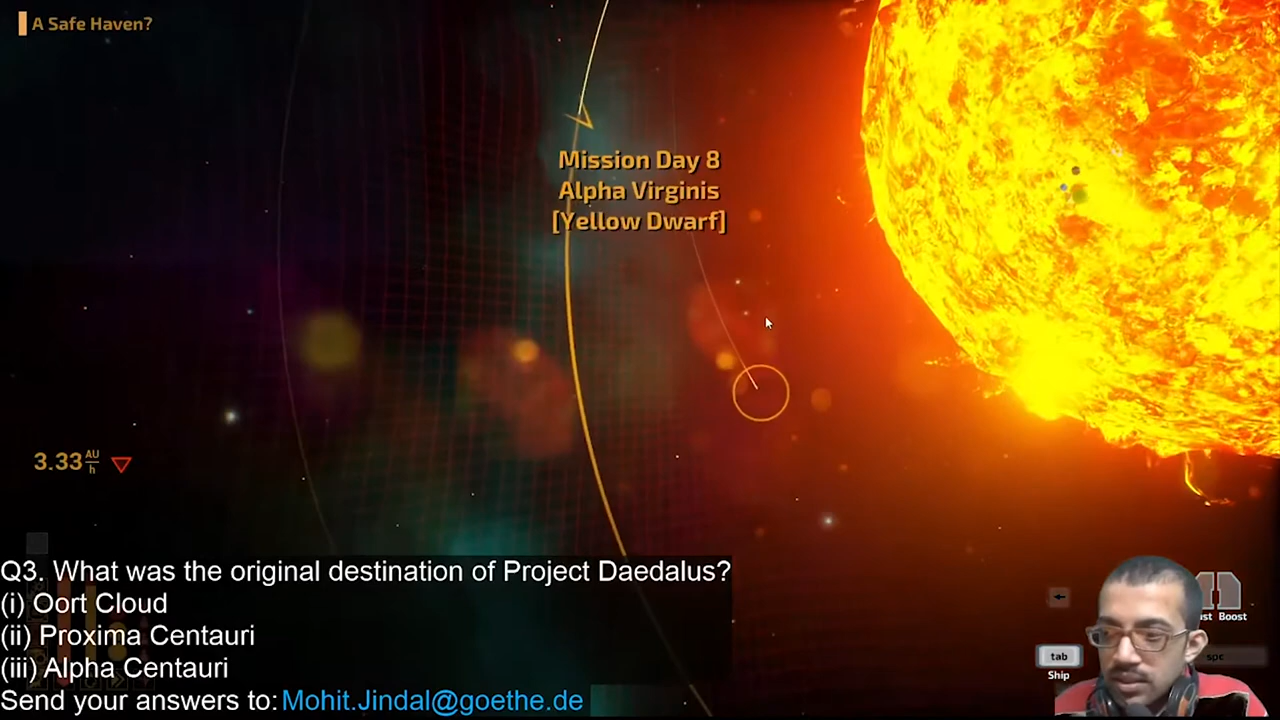 A Safe Haven?
Mission Day 8
Alpha Virginis
[Yellow Dwarf]
3.33 AU/h
Q3. What was the original destination of Project Daedalus?
(i) Oort Cloud
(ii) Proxima Centauri
(iii) Alpha Centauri
Send your answers to: Mohit.Jindal@goethe.de
Boost
tab
spc
Ship